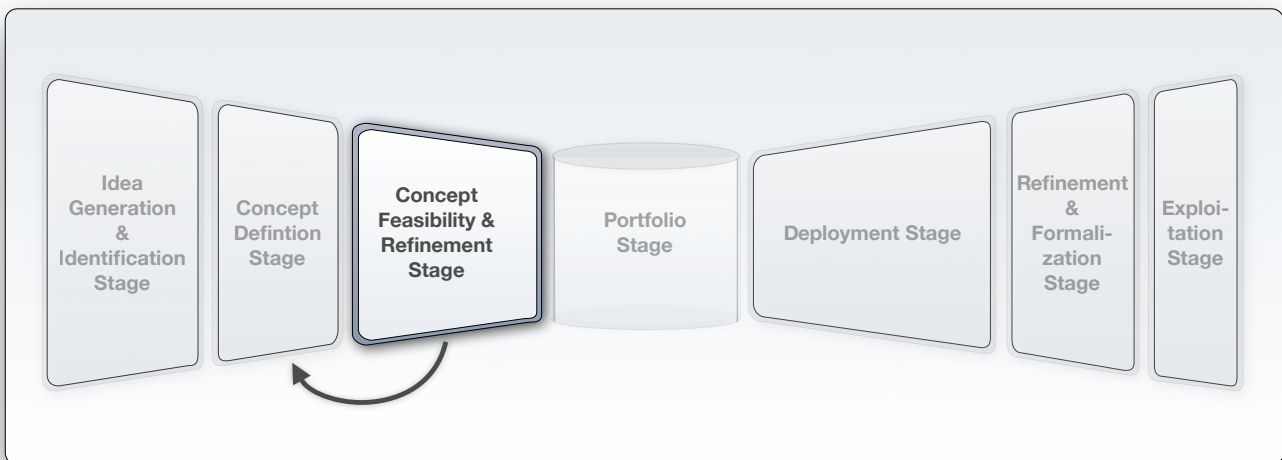 Idea
Generation
&
Identification
Stage
Concept
Defintion
Stage
Concept
Feasibility &
Refinement
Stage
Portfolio
Stage
Deployment Stage
Refinement
&
Formali-
zation
Stage
Exploi-
tation
Stage